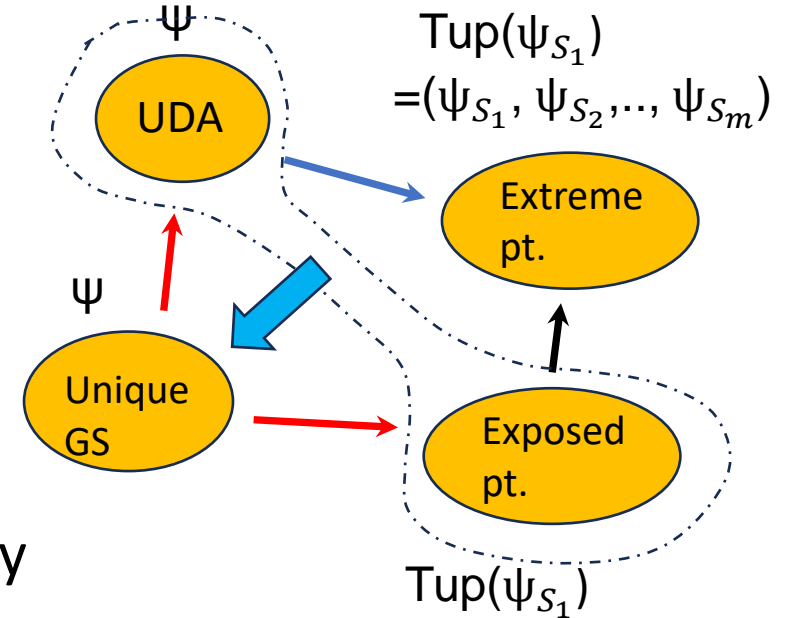 ψ
Tup(ψ_{S_1})
=(ψ_{S_1}, ψ_{S_2},.., ψ_{S_m})
UDA
Extreme
pt.
ψ
Unique
GS
Exposed
pt.
y
Tup(ψ_{S_1})